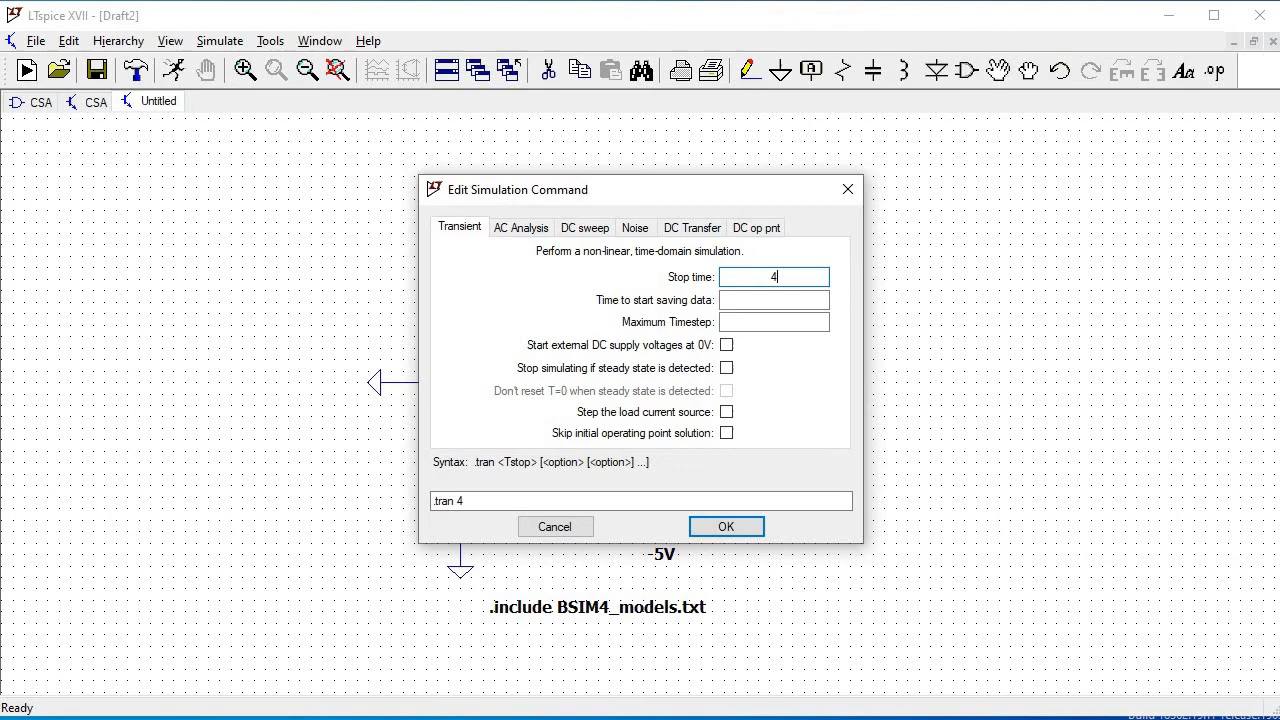 LTspice XVII - [Draft2]
File Edit Hierarchy View Simulate Tools Window Help
.op
CSA CSA Untitled
Edit Simulation Command
Transient AC Analysis DC sweep Noise DC Transfer DC op pnt
Perform a non-linear, time-domain simulation.
Stop time: 4
Time to start saving data:
Maximum Timestep:
Start external DC supply voltages at 0V:
Stop simulating if steady state is detected:
Don't reset T=0 when steady state is detected:
Step the load current source:
Skip initial operating point solution:
Syntax: .tran <Tstop> [<option> [<option>] ...]
.tran 4
Cancel OK
-5V
.include BSIM4_models.txt
Ready